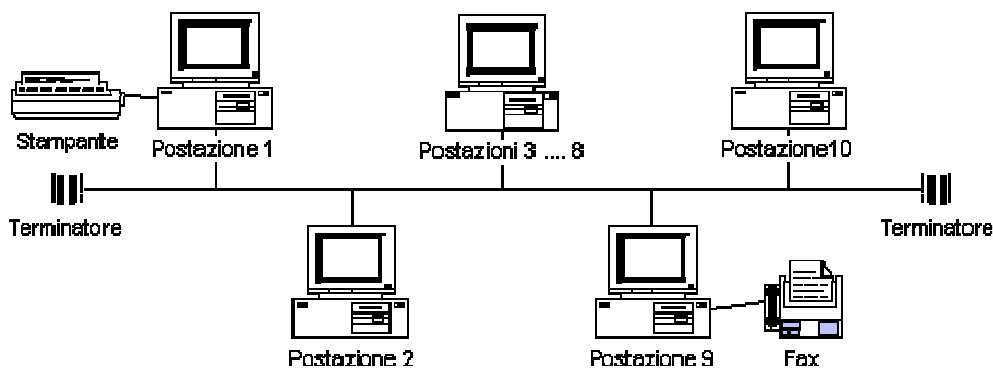 Stampante
Postazione 1
Postazioni 3 .... 8
Postazione10
Terminatore
Terminatore
Postazione 2
Postazione 9
Fax